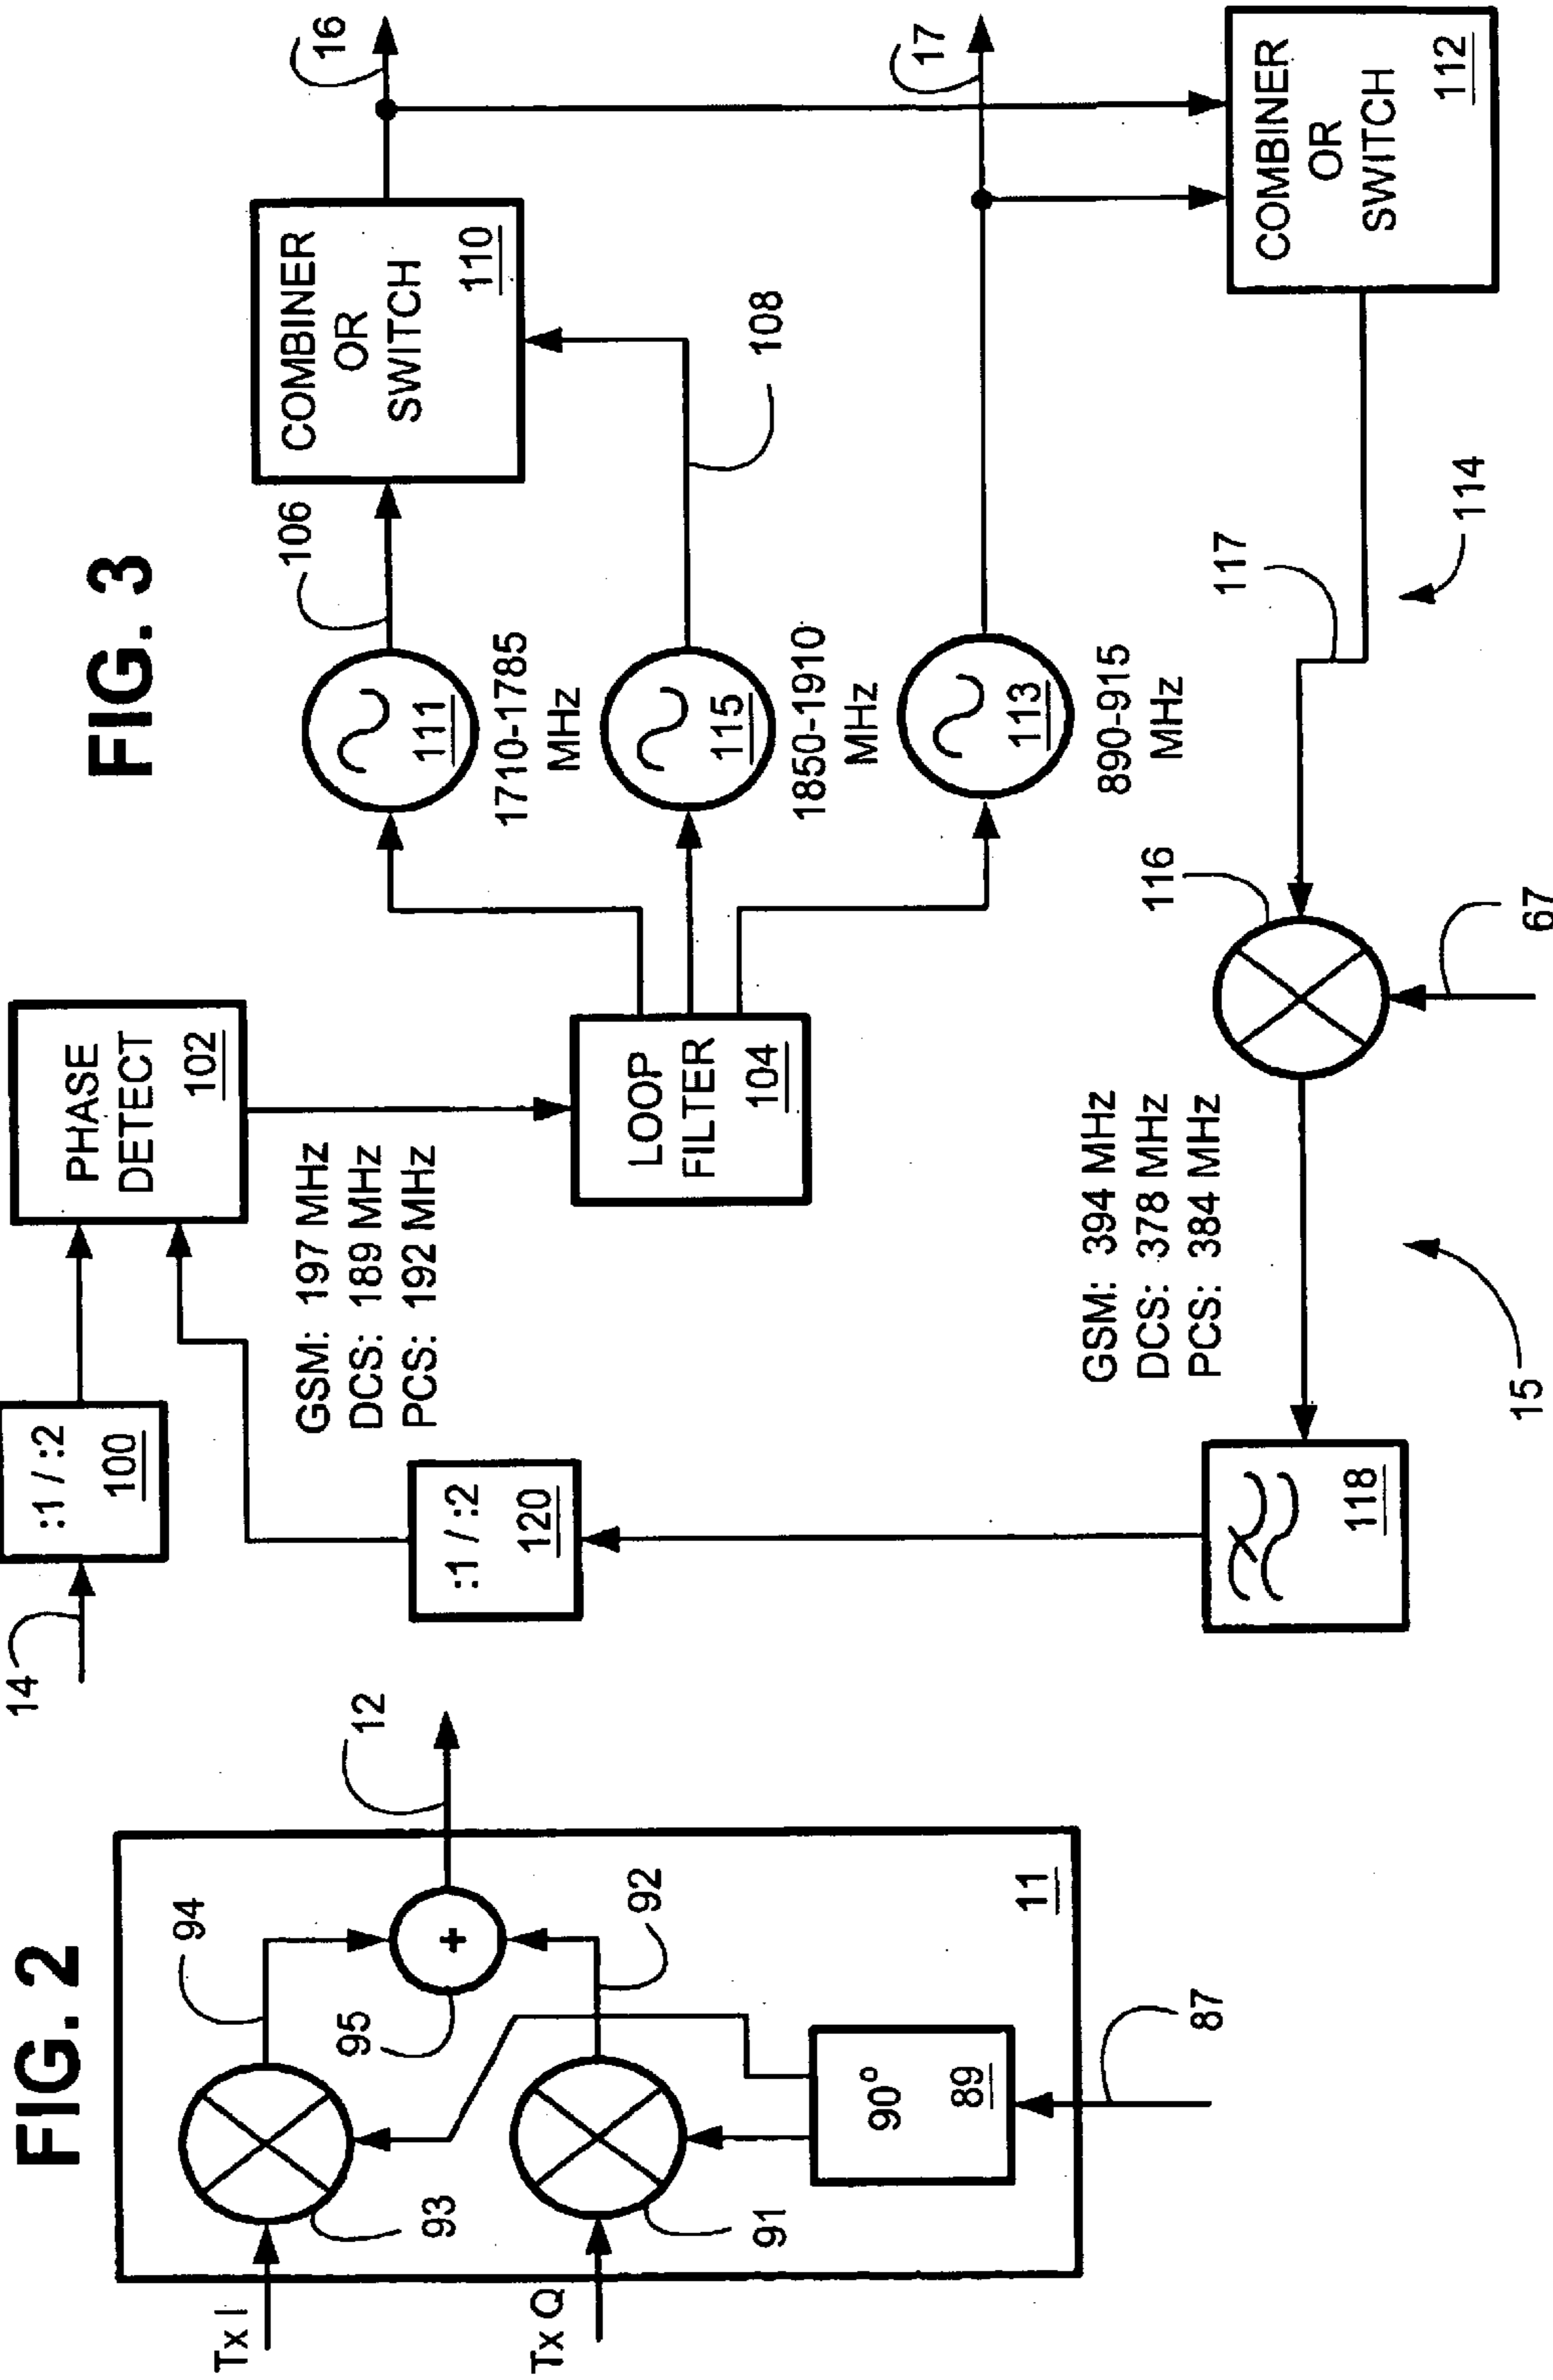 FIG. 2
Tx I
Tx Q
93
91
94
95
92
12
90°
89
11
87
FIG. 3
14
:1 / :2
100
PHASE
DETECT
102
GSM: 197 MHz
DCS: 189 MHz
PCS: 192 MHz
:1 / :2
120
LOOP
FILTER
104
106
111
1710-1785
MHz
115
1850-1910
MHz
108
113
890-915
MHz
COMBINER
OR
SWITCH
110
16
17
COMBINER
OR
SWITCH
112
117
114
116
67
GSM: 394 MHz
DCS: 378 MHz
PCS: 384 MHz
118
15